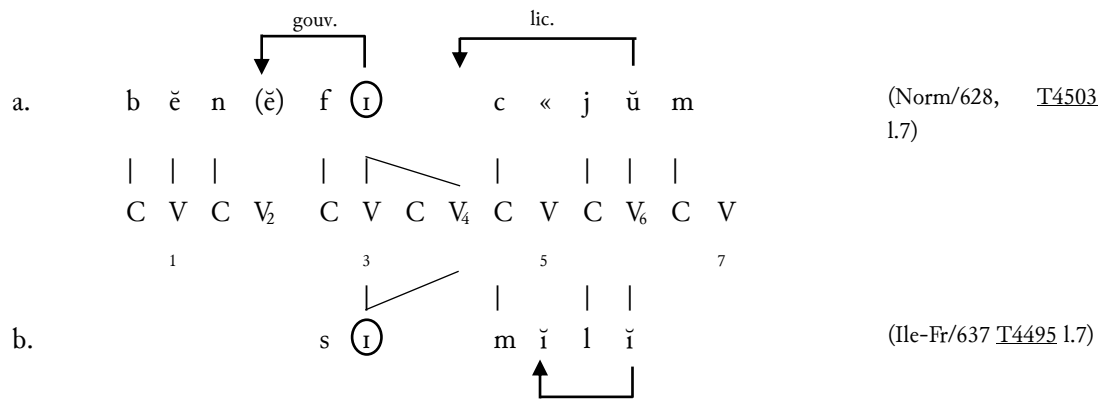 gouv. lic.
a. b ĕ n (ĕ) f ɪ c « j ŭ m (Norm/628, T4503 l.7)
C V C V2 C V C V4 C V C V6 C V
1 3 5 7
b. s ɪ m ĭ l ĭ (Ile-Fr/637 T4495 l.7)